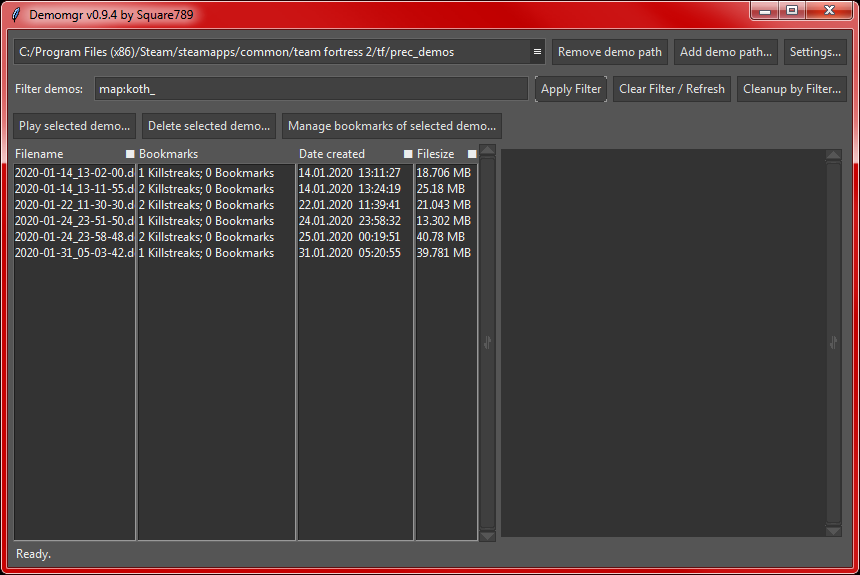 Demomgr v0.9.4 by Square789
C:/Program Files (x86)/Steam/steamapps/common/team fortress 2/tf/prec_demos
Remove demo path
Add demo path...
Settings...
Filter demos:
map:koth_
Apply Filter
Clear Filter / Refresh
Cleanup by Filter...
Play selected demo...
Delete selected demo...
Manage bookmarks of selected demo...
Filename Bookmarks Date created Filesize
2020-01-14_13-02-00.d 1 Killstreaks; 0 Bookmarks 14.01.2020 13:11:27 18.706 MB
2020-01-14_13-11-55.d 2 Killstreaks; 0 Bookmarks 14.01.2020 13:24:19 25.18 MB
2020-01-22_11-30-30.d 2 Killstreaks; 0 Bookmarks 22.01.2020 11:39:41 21.043 MB
2020-01-24_23-51-50.d 1 Killstreaks; 0 Bookmarks 24.01.2020 23:58:32 13.302 MB
2020-01-24_23-58-48.d 2 Killstreaks; 0 Bookmarks 25.01.2020 00:19:51 40.78 MB
2020-01-31_05-03-42.d 1 Killstreaks; 0 Bookmarks 31.01.2020 05:20:55 39.781 MB
Ready.